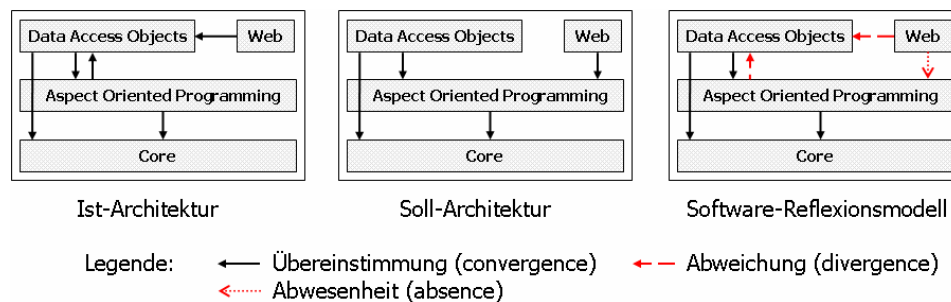 Data Access Objects
Web
Aspect Oriented Programming
Core
Ist-Architektur
Data Access Objects
Web
Aspect Oriented Programming
Core
Soll-Architektur
Data Access Objects
Web
Aspect Oriented Programming
Core
Software-Reflexionsmodell
Legende:
Übereinstimmung (convergence)
Abweichung (divergence)
Abwesenheit (absence)